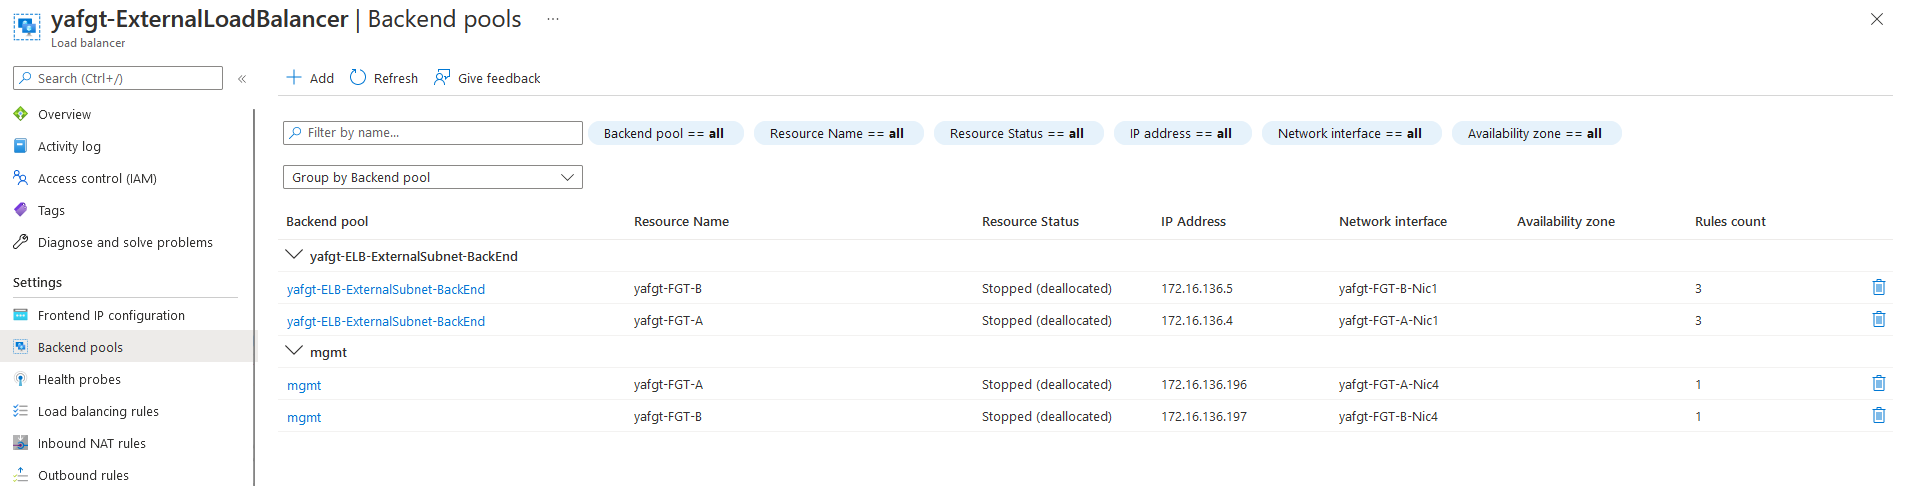 yafgt-ExternalLoadBalancer | Backend pools ...
Load balancer
Search (Ctrl+/)
«
Overview
Activity log
Access control (IAM)
Tags
Diagnose and solve problems
Settings
Frontend IP configuration
Backend pools
Health probes
Load balancing rules
Inbound NAT rules
Outbound rules
Add Refresh Give feedback
Filter by name... Backend pool == all Resource Name == all Resource Status == all IP address == all Network interface == all Availability zone == all
Group by Backend pool
Backend pool Resource Name Resource Status IP Address Network interface Availability zone Rules count
yafgt-ELB-ExternalSubnet-BackEnd
yafgt-ELB-ExternalSubnet-BackEnd yafgt-FGT-B Stopped (deallocated) 172.16.136.5 yafgt-FGT-B-Nic1 3
yafgt-ELB-ExternalSubnet-BackEnd yafgt-FGT-A Stopped (deallocated) 172.16.136.4 yafgt-FGT-A-Nic1 3
mgmt
mgmt yafgt-FGT-A Stopped (deallocated) 172.16.136.196 yafgt-FGT-A-Nic4 1
mgmt yafgt-FGT-B Stopped (deallocated) 172.16.136.197 yafgt-FGT-B-Nic4 1